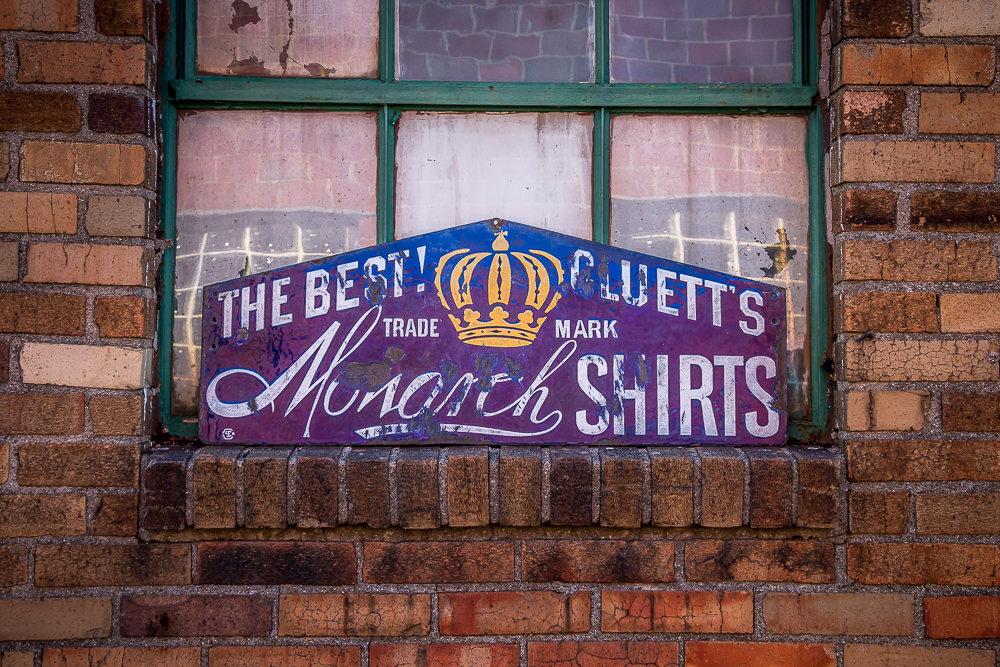 THE BEST! CLUETT'S
TRADE MARK
Monarch SHIRTS